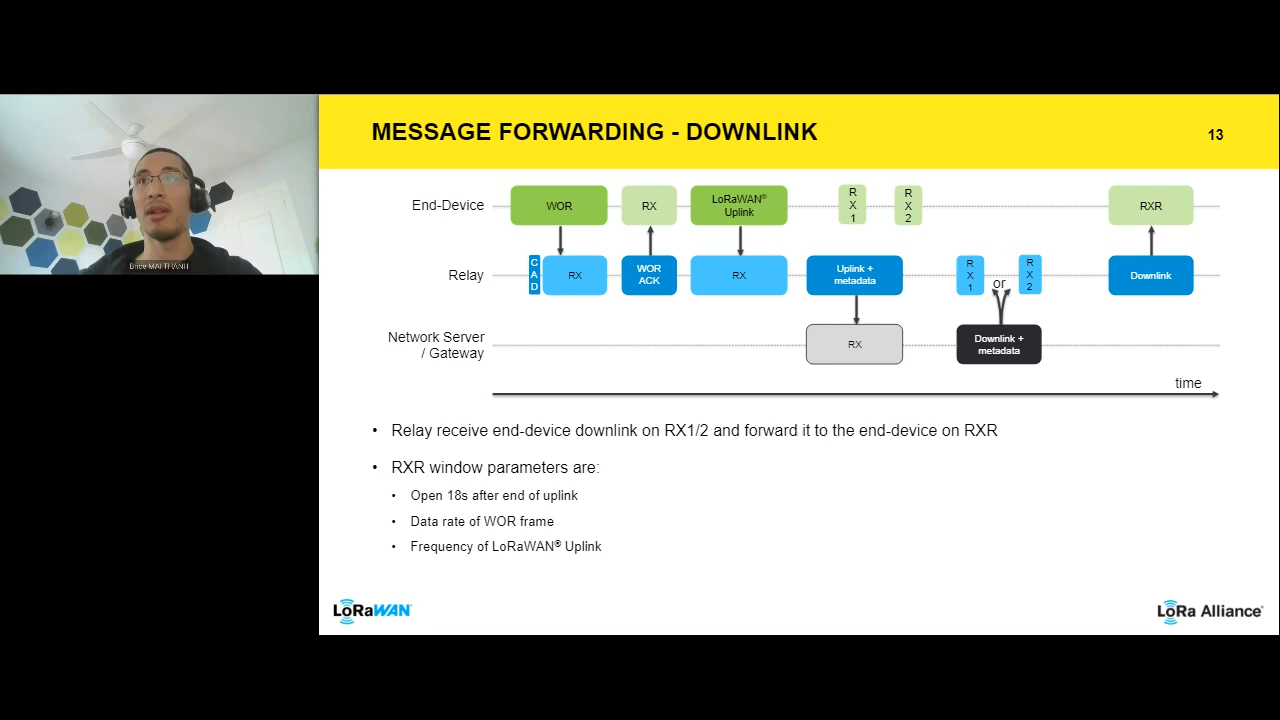 MESSAGE FORWARDING - DOWNLINK
13
End-Device
WOR
RX
LoRaWAN®
Uplink
R
X
1
R
X
2
RXR
Relay
C
A
D
RX
WOR
ACK
RX
Uplink +
metadata
R
X
1
or
R
X
2
Downlink
Network Server
/ Gateway
RX
Downlink +
metadata
time
• Relay receive end-device downlink on RX1/2 and forward it to the end-device on RXR
• RXR window parameters are:
• Open 18s after end of uplink
• Data rate of WOR frame
• Frequency of LoRaWAN® Uplink
Brice MAI-THANH
LoRaWAN
LoRa Alliance